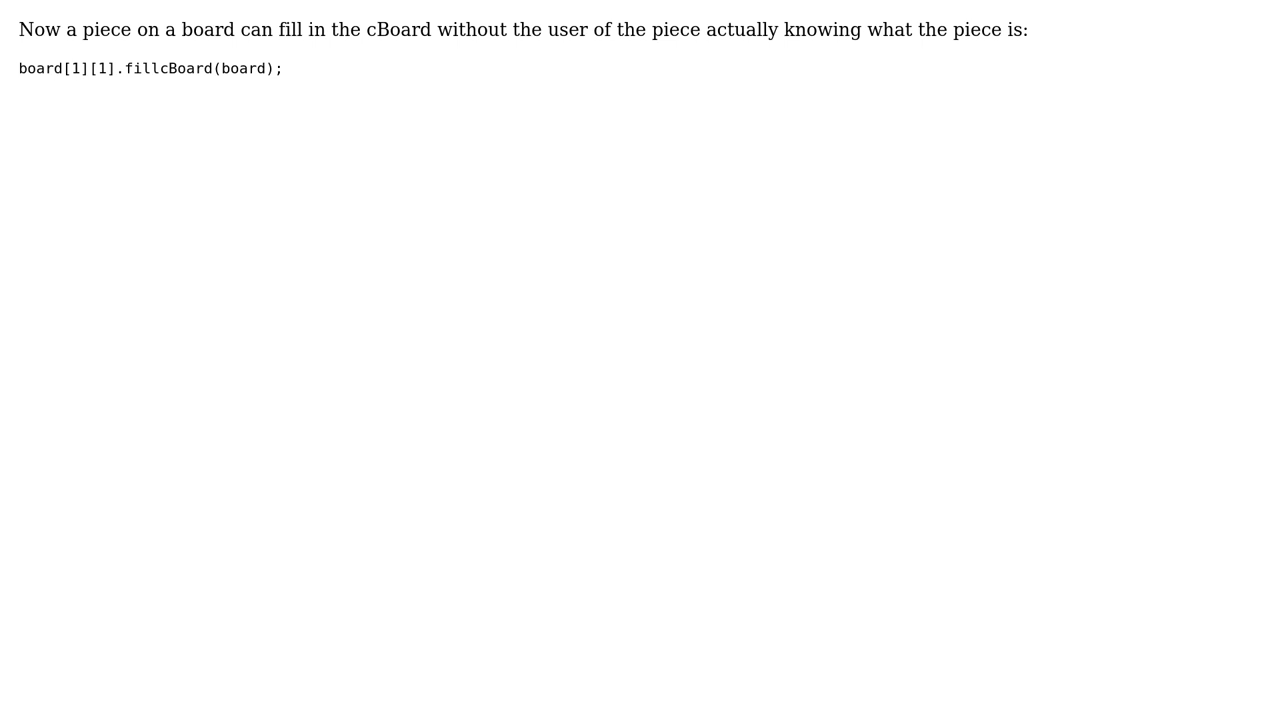 Now a piece on a board can fill in the cBoard without the user of the piece actually knowing what the piece is:
board[1][1].fillcBoard(board);